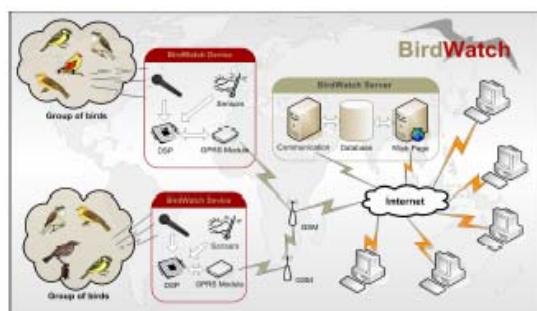 BirdWatch
BirdWatch Device
Sensors
DSP
GPRS Module
Group of birds
BirdWatch Server
Communication
Database
Main Page
Internet
GSM
BirdWatch Device
Sensors
DSP
GPRS Module
Group of birds
GSM